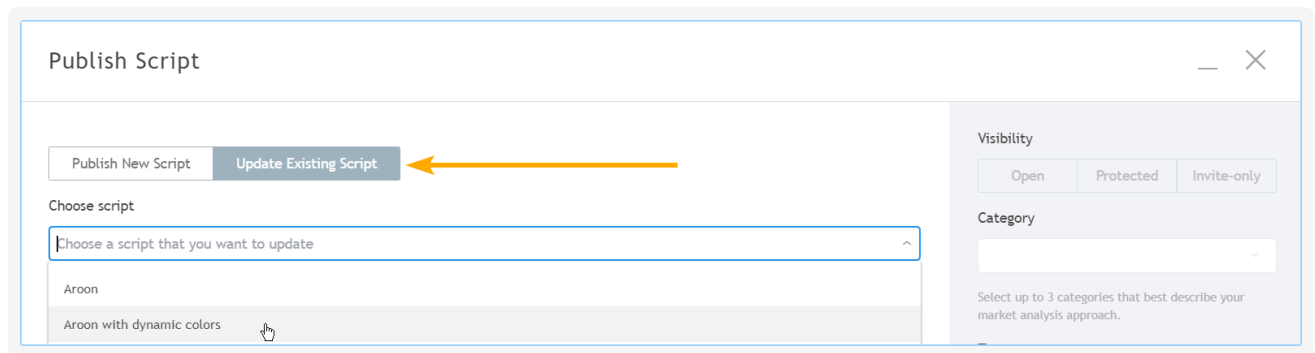 Publish Script
Publish New Script
Update Existing Script
Choose script
Choose a script that you want to update
Aroon
Aroon with dynamic colors
Visibility
Open
Protected
Invite-only
Category
Select up to 3 categories that best describe your
market analysis approach.